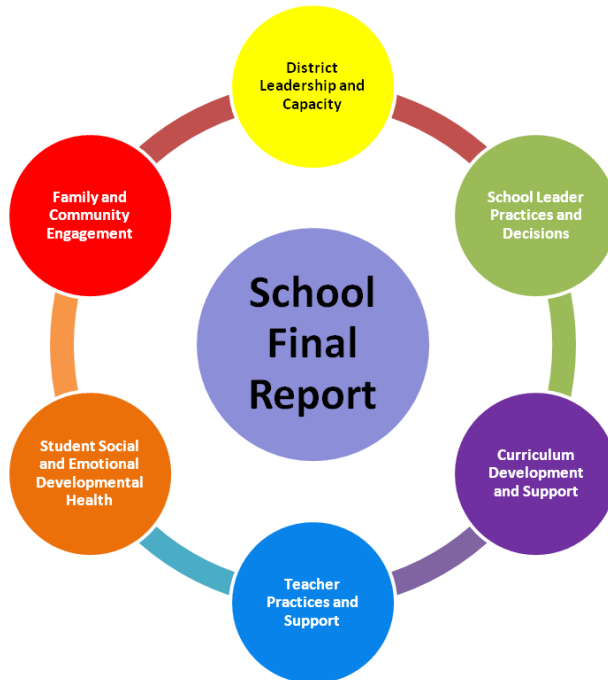 District
Leadership and
Capacity
School Leader
Practices and
Decisions
Curriculum
Development
and Support
Teacher
Practices and
Support
Student Social
and Emotional
Developmental
Health
Family and
Community
Engagement
School
Final
Report